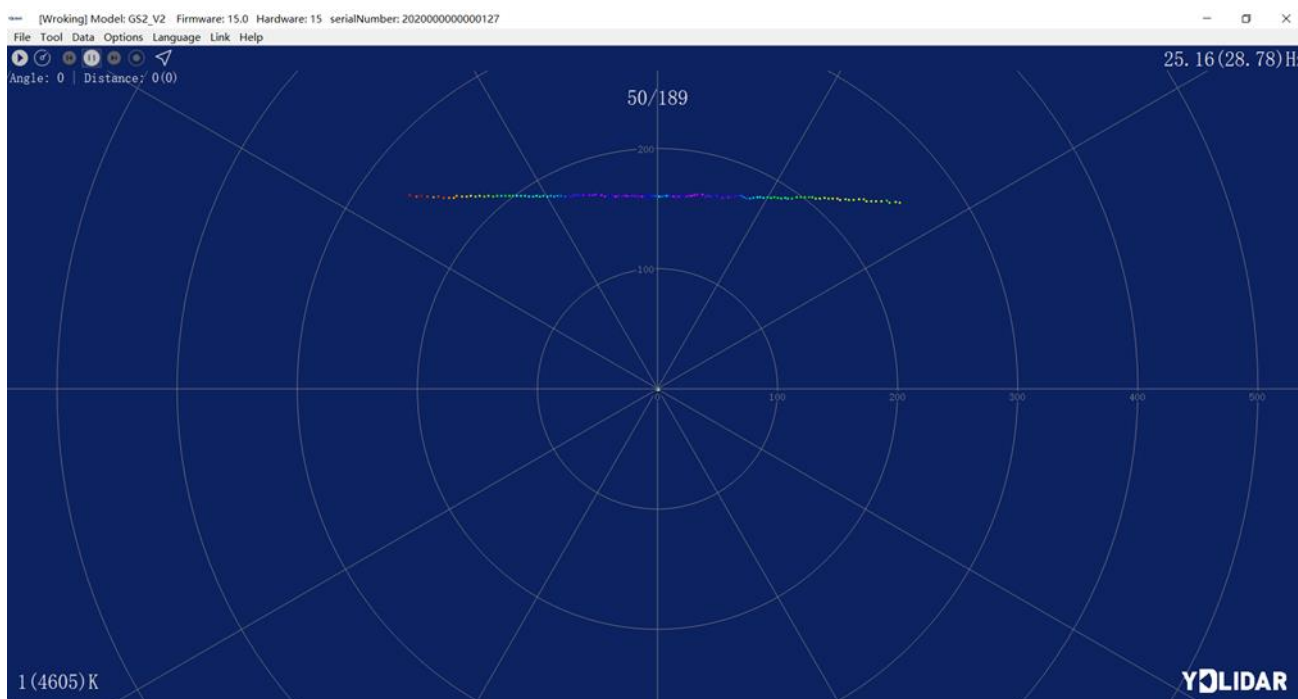 [Wroking] Model: GS2_V2 Firmware: 15.0 Hardware: 15 serialNumber: 2020000000000127
File Tool Data Options Language Link Help
25.16(28.78)Hz
Angle: 0 | Distance: 0(0)
50/189
200
100
0 100 200 300 400 500
1(4605)K
YDLIDAR